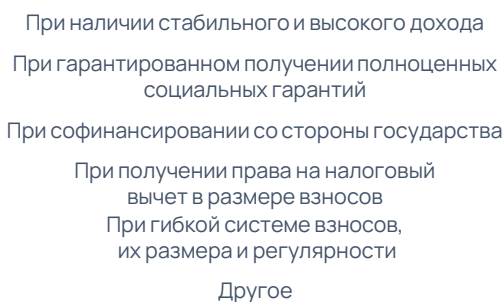 При наличии стабильного и высокого дохода
При гарантированном получении полноценных
социальных гарантий
При софинансировании со стороны государства
При получении права на налоговый
вычет в размере взносов
При гибкой системе взносов,
их размера и регулярности
Другое